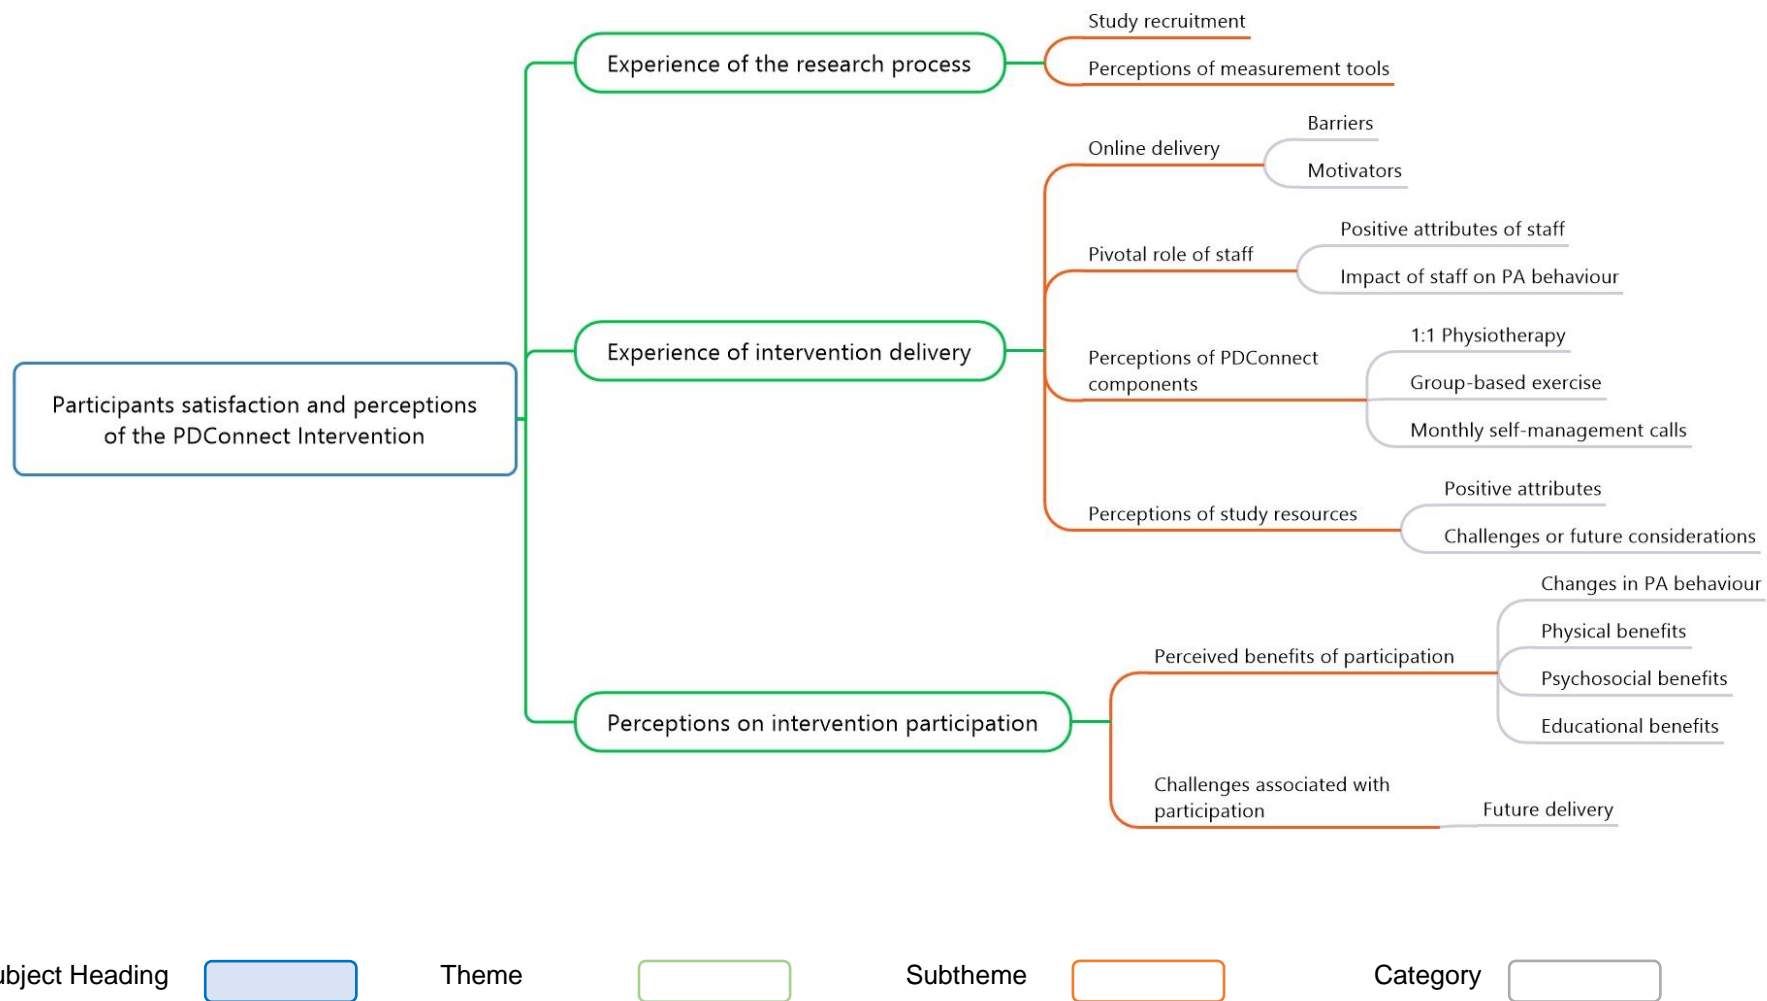 Study recruitment
Experience of the research process
Perceptions of measurement tools
Barriers
Online delivery
Motivators
Positive attributes of staff
Pivotal role of staff
Impact of staff on PA behaviour
1:1 Physiotherapy
Experience of intervention delivery
Perceptions of PDConnect
components
Group-based exercise
Monthly self-management calls
Participants satisfaction and perceptions
of the PDConnect Intervention
Positive attributes
Perceptions of study resources
Challenges or future considerations
Changes in PA behaviour
Physical benefits
Perceived benefits of participation
Psychosocial benefits
Educational benefits
Perceptions on intervention participation
Challenges associated with
participation
Future delivery
ubject Heading
Theme
Subtheme
Category